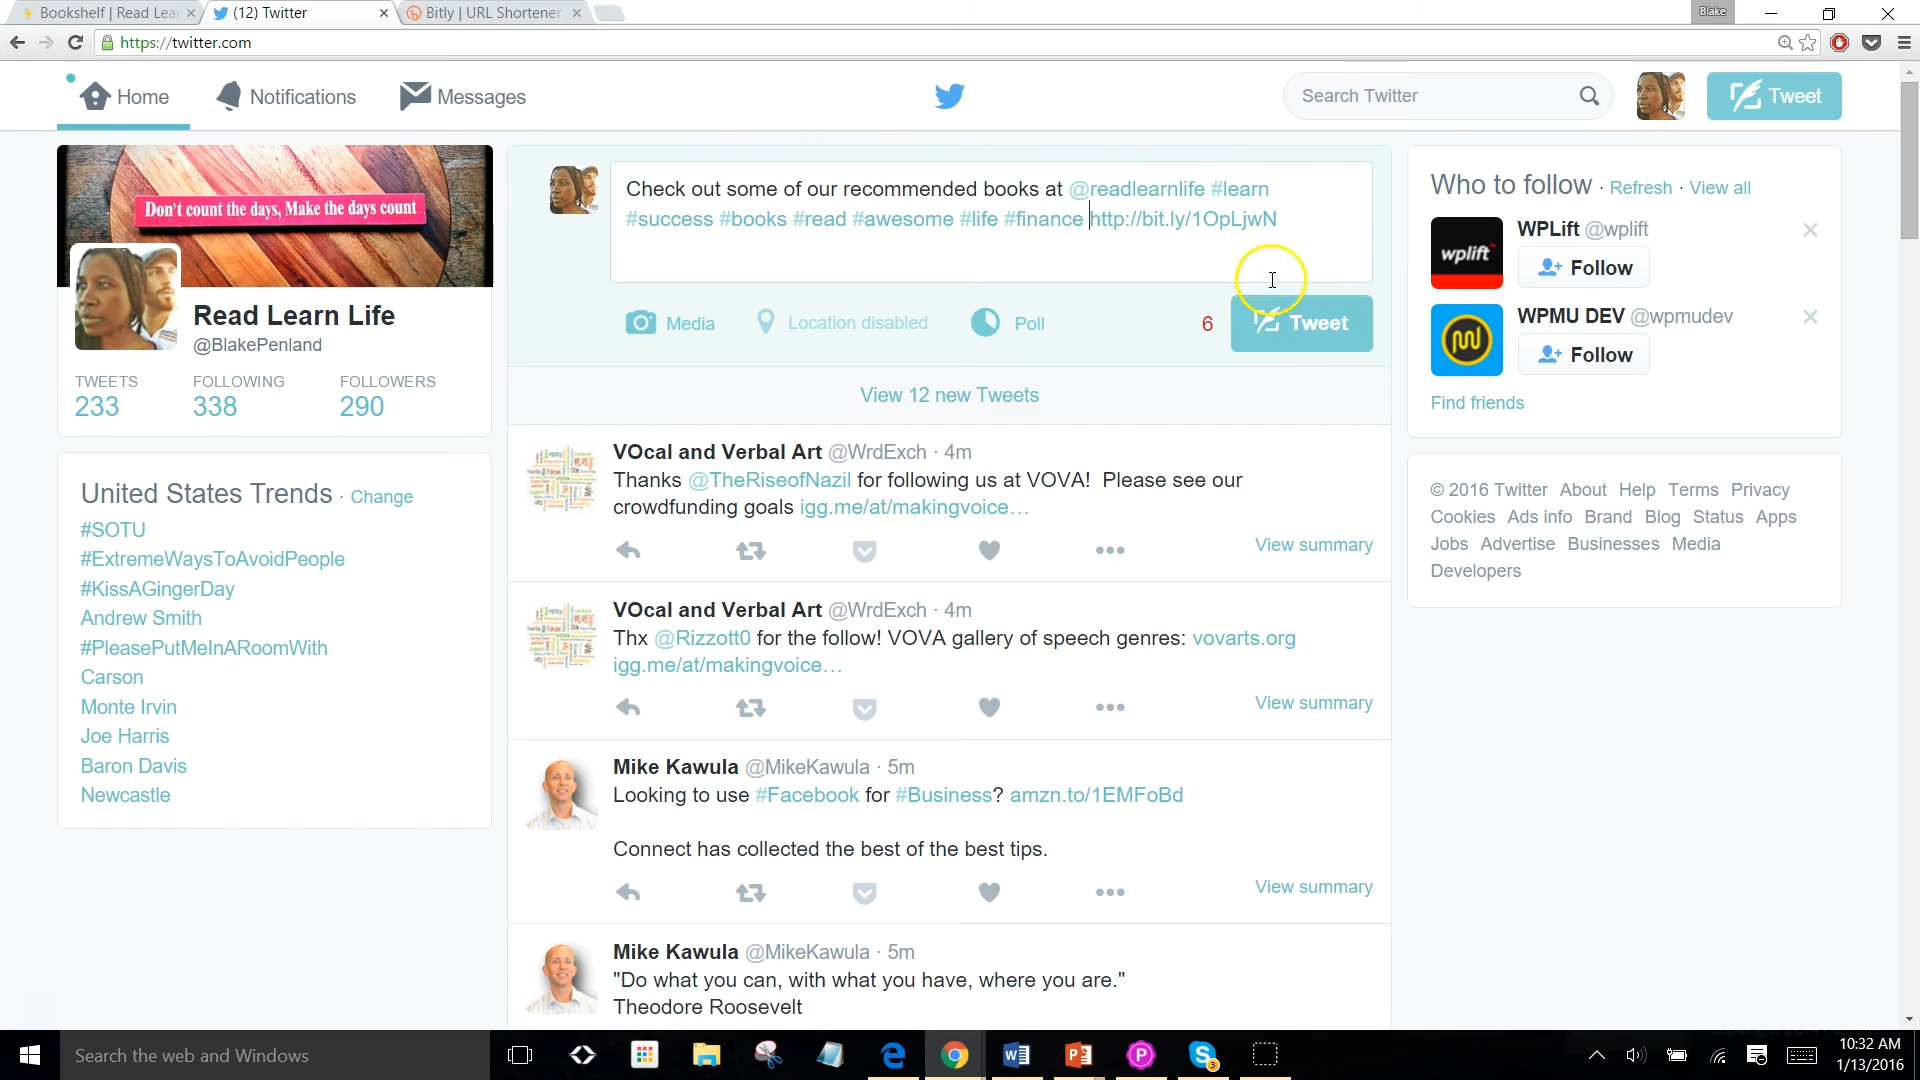 Bookshelf | Read Lea
(12) Twitter
Bitly | URL Shortener
Blake
https://twitter.com
Home
Notifications
Messages
Search Twitter
Tweet
Don't count the days, Make the days count
Read Learn Life
@BlakePenland
TWEETS FOLLOWING FOLLOWERS
233 338 290
United States Trends · Change
#SOTU
#ExtremeWaysToAvoidPeople
#KissAGingerDay
Andrew Smith
#PleasePutMeInARoomWith
Carson
Monte Irvin
Joe Harris
Baron Davis
Newcastle
Check out some of our recommended books at @readlearnlife #learn
#success #books #read #awesome #life #finance http://bit.ly/1OpLjwN
Media Location disabled Poll 6 Tweet
View 12 new Tweets
VOcal and Verbal Art @WrdExch · 4m
Thanks @TheRiseofNazil for following us at VOVA! Please see our
crowdfunding goals igg.me/at/makingvoice…
View summary
VOcal and Verbal Art @WrdExch · 4m
Thx @Rizzott0 for the follow! VOVA gallery of speech genres: vovarts.org
igg.me/at/makingvoice…
View summary
Mike Kawula @MikeKawula · 5m
Looking to use #Facebook for #Business? amzn.to/1EMFoBd
Connect has collected the best of the best tips.
View summary
Mike Kawula @MikeKawula · 5m
"Do what you can, with what you have, where you are."
Theodore Roosevelt
Who to follow · Refresh · View all
WPLift @wplift
wplift
Follow
WPMU DEV @wpmudev
Follow
Find friends
© 2016 Twitter About Help Terms Privacy
Cookies Ads info Brand Blog Status Apps
Jobs Advertise Businesses Media
Developers
Search the web and Windows
3
10:32 AM
1/13/2016